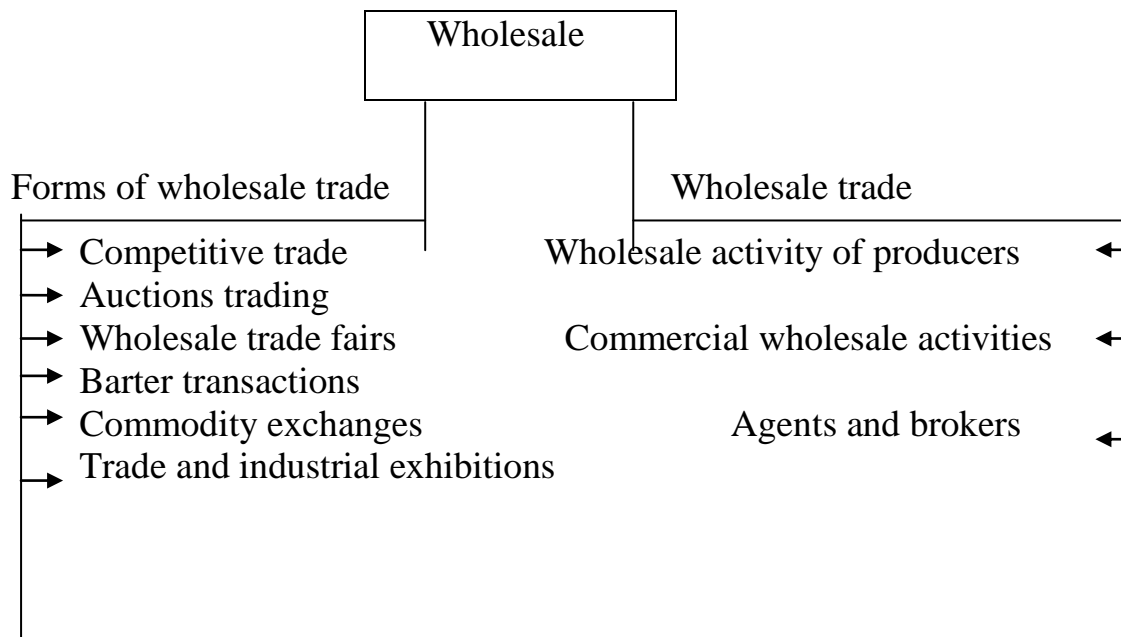 Wholesale
Forms of wholesale trade
Competitive trade
Auctions trading
Wholesale trade fairs
Barter transactions
Commodity exchanges
Trade and industrial exhibitions
Wholesale trade
Wholesale activity of producers
Commercial wholesale activities
Agents and brokers